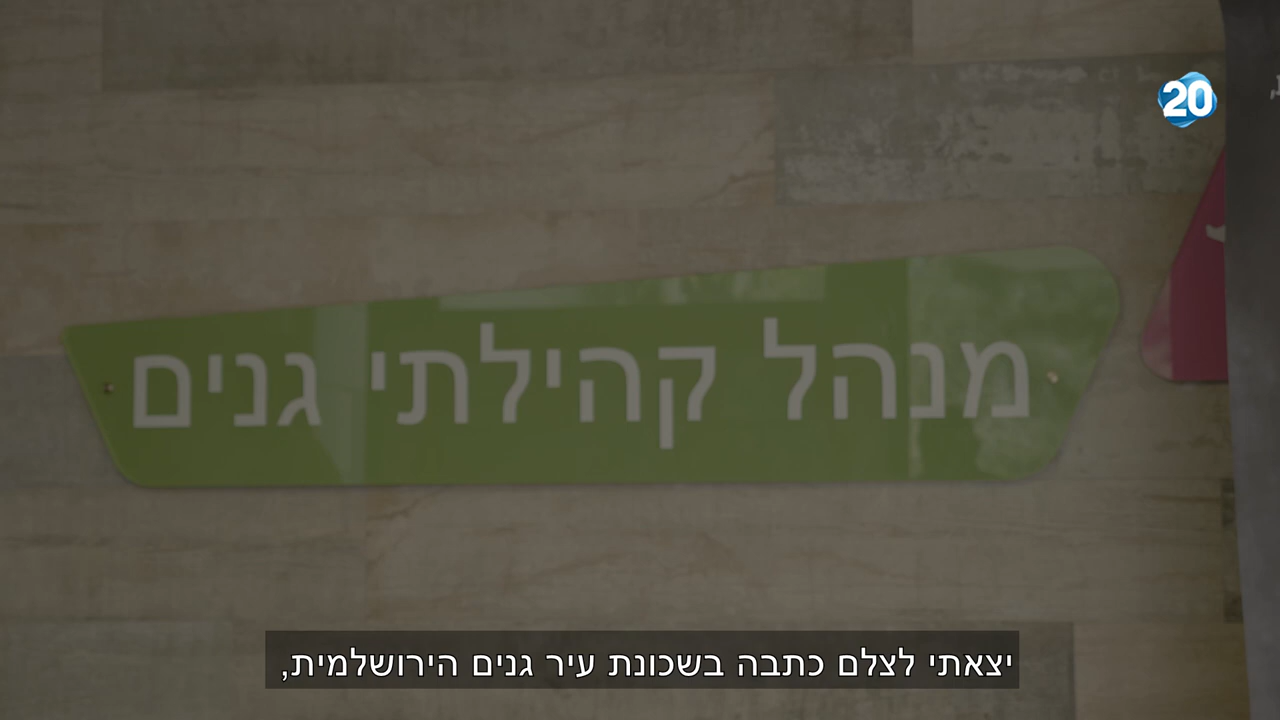 20
מנהל קהילתי גנים
יצאתי לצלם כתבה בשכונת עיר גנים הירושלמית,